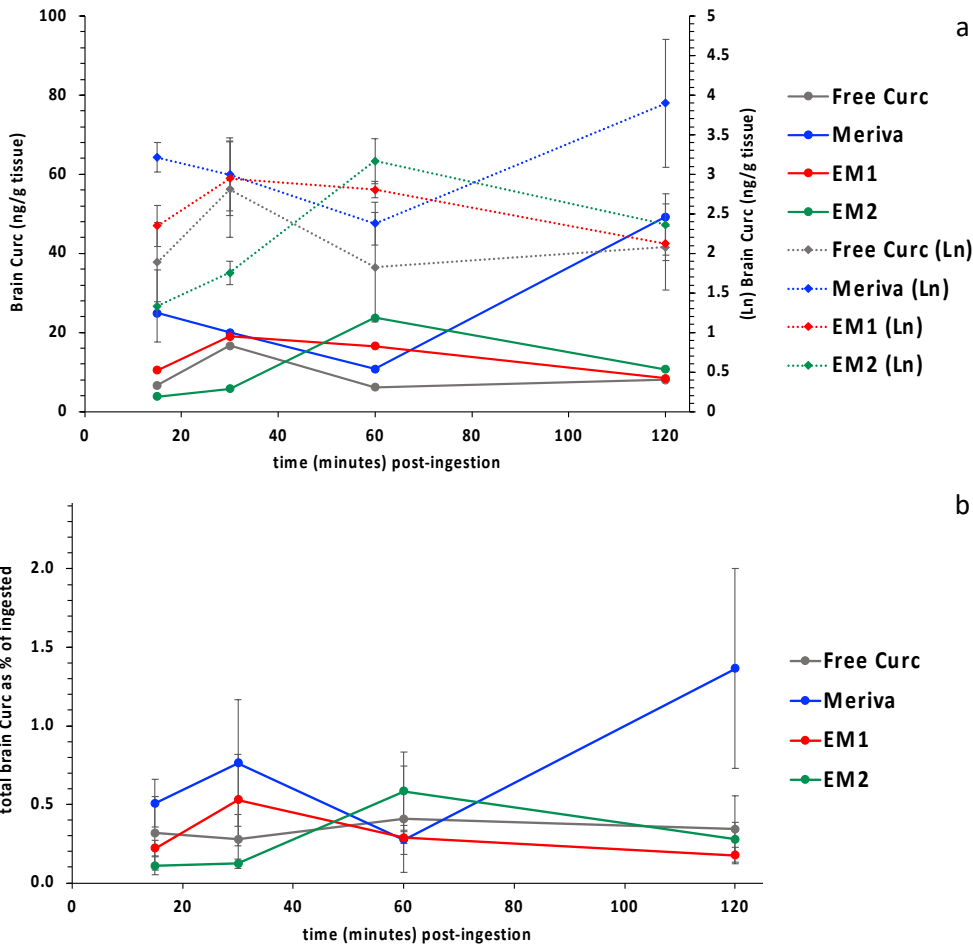 a
Brain Curc (ng/g tissue)
100
80
60
40
20
0
5
4.5
4
3.5
3
2.5
2
1.5
1
0.5
0
(Ln) Brain Curc (ng/g tissue)
0 20 40 60 80 100 120
time (minutes) post-ingestion
Free Curc
Meriva
EM1
EM2
Free Curc (Ln)
Meriva (Ln)
EM1 (Ln)
EM2 (Ln)
b
total brain Curc as % of ingested
2.0
1.5
1.0
0.5
0.0
0 20 40 60 80 100 120
time (minutes) post-ingestion
Free Curc
Meriva
EM1
EM2